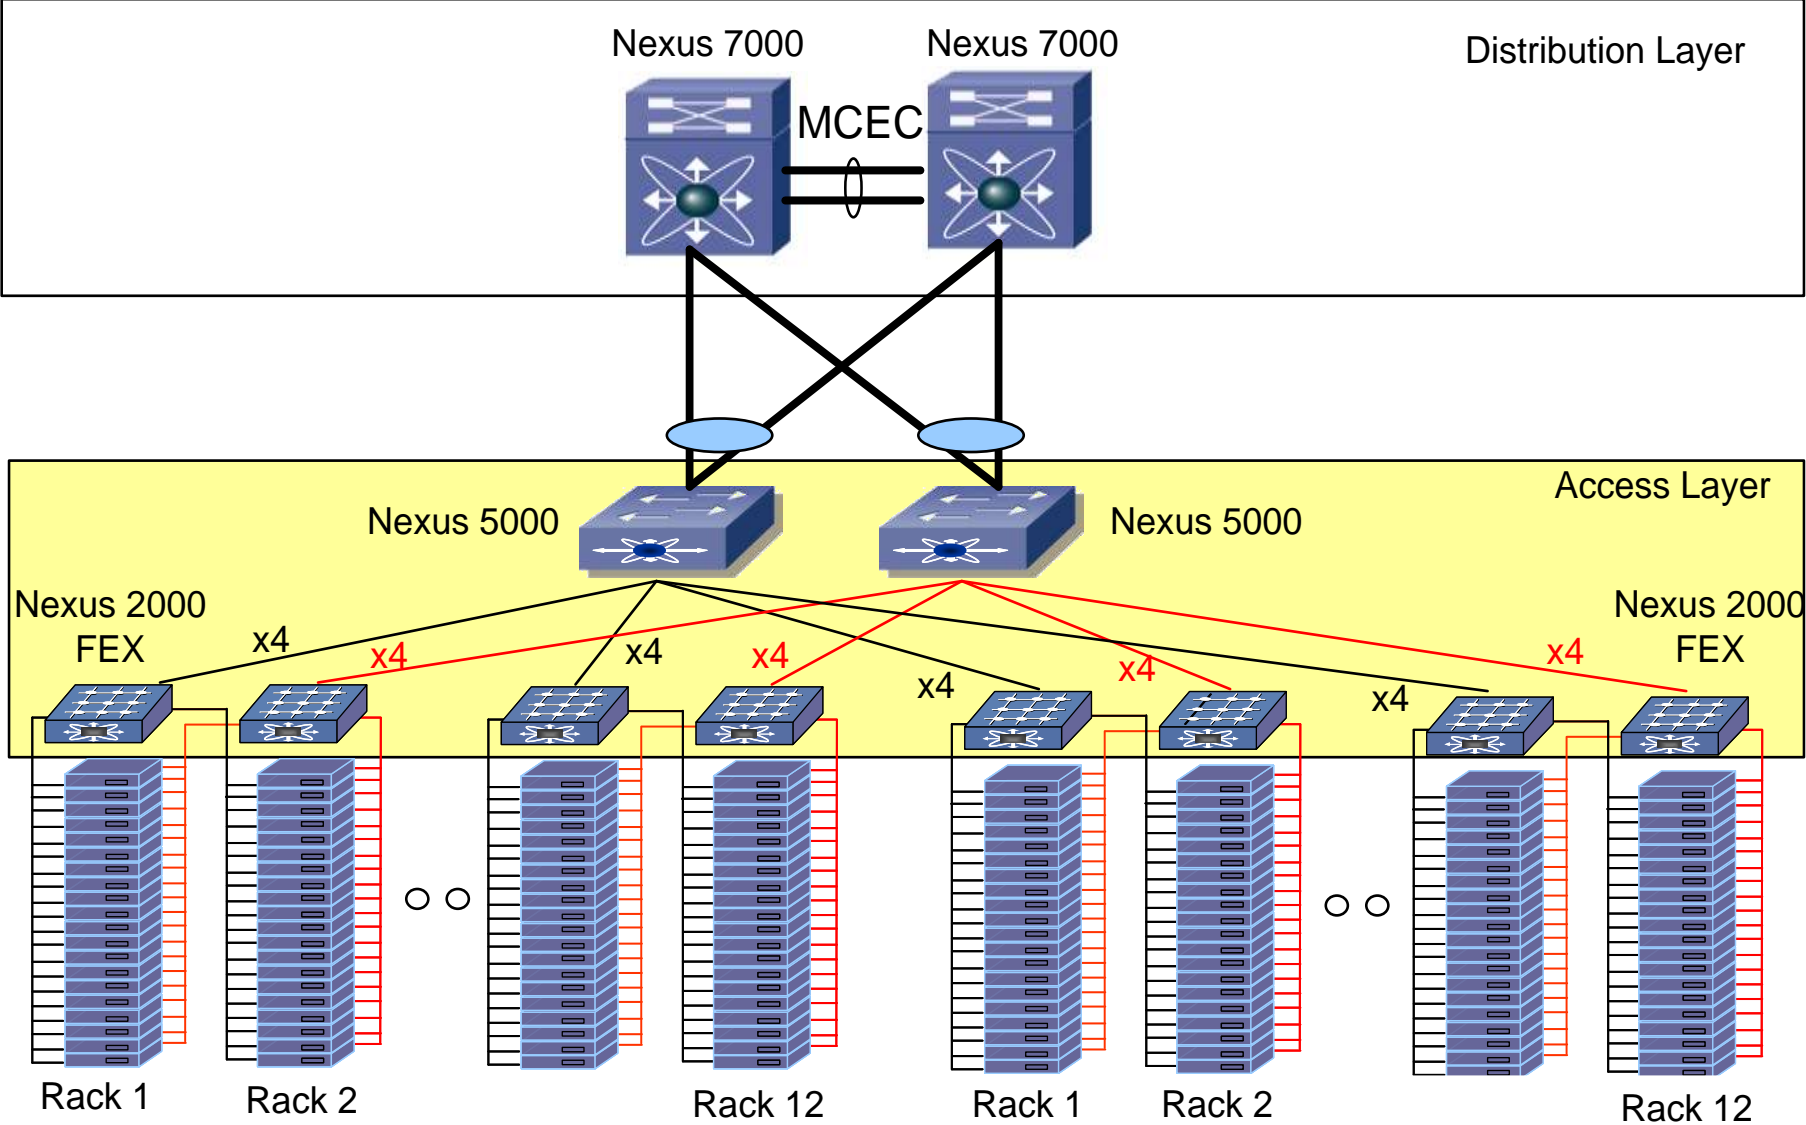 Nexus 7000
Nexus 7000
Distribution Layer
MCEC
Access Layer
Nexus 5000
Nexus 5000
Nexus 2000
FEX
Nexus 2000
FEX
x4
x4
x4
x4
x4
x4
x4
x4
Rack 1
Rack 2
Rack 12
Rack 1
Rack 2
Rack 12